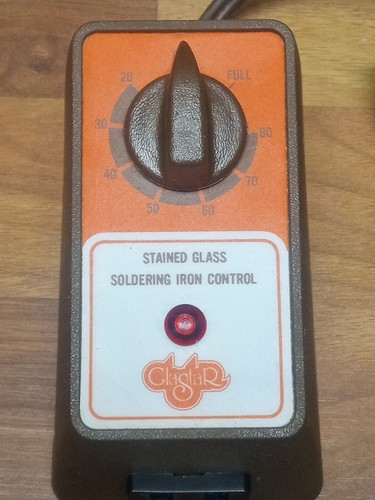 20
FULL
30
80
40
70
50
60
STAINED GLASS
SOLDERING IRON CONTROL
GlaStaR